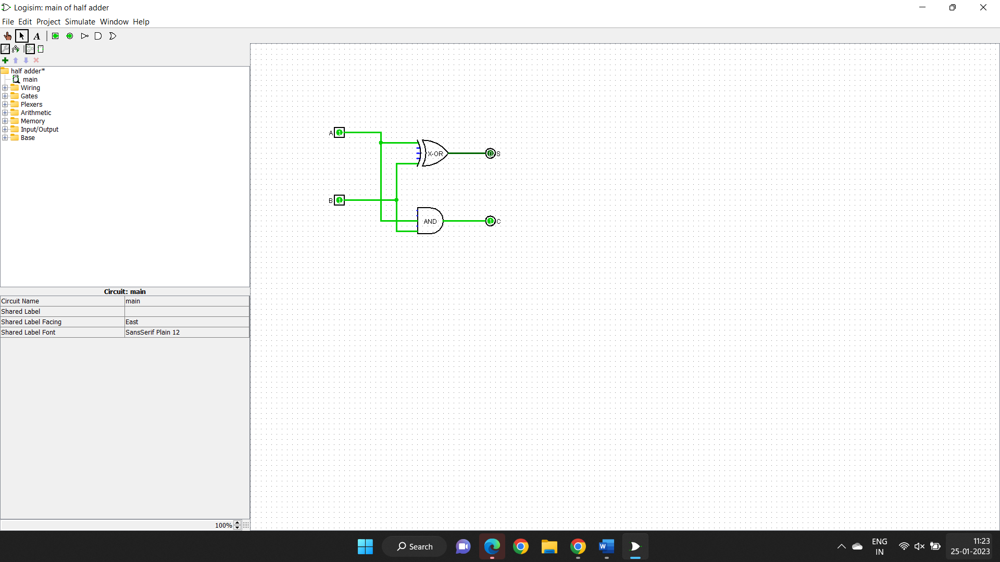 Logisim: main of half adder
File Edit Project Simulate Window Help
A
half adder*
main
Wiring
Gates
Plexers
Arithmetic
Memory
Input/Output
Base
A 1
X-OR
0 S
B 1
AND
1 C
Circuit: main
Circuit Name main
Shared Label
Shared Label Facing East
Shared Label Font SansSerif Plain 12
100%
Search
W
ENG
IN
11:23
25-01-2023